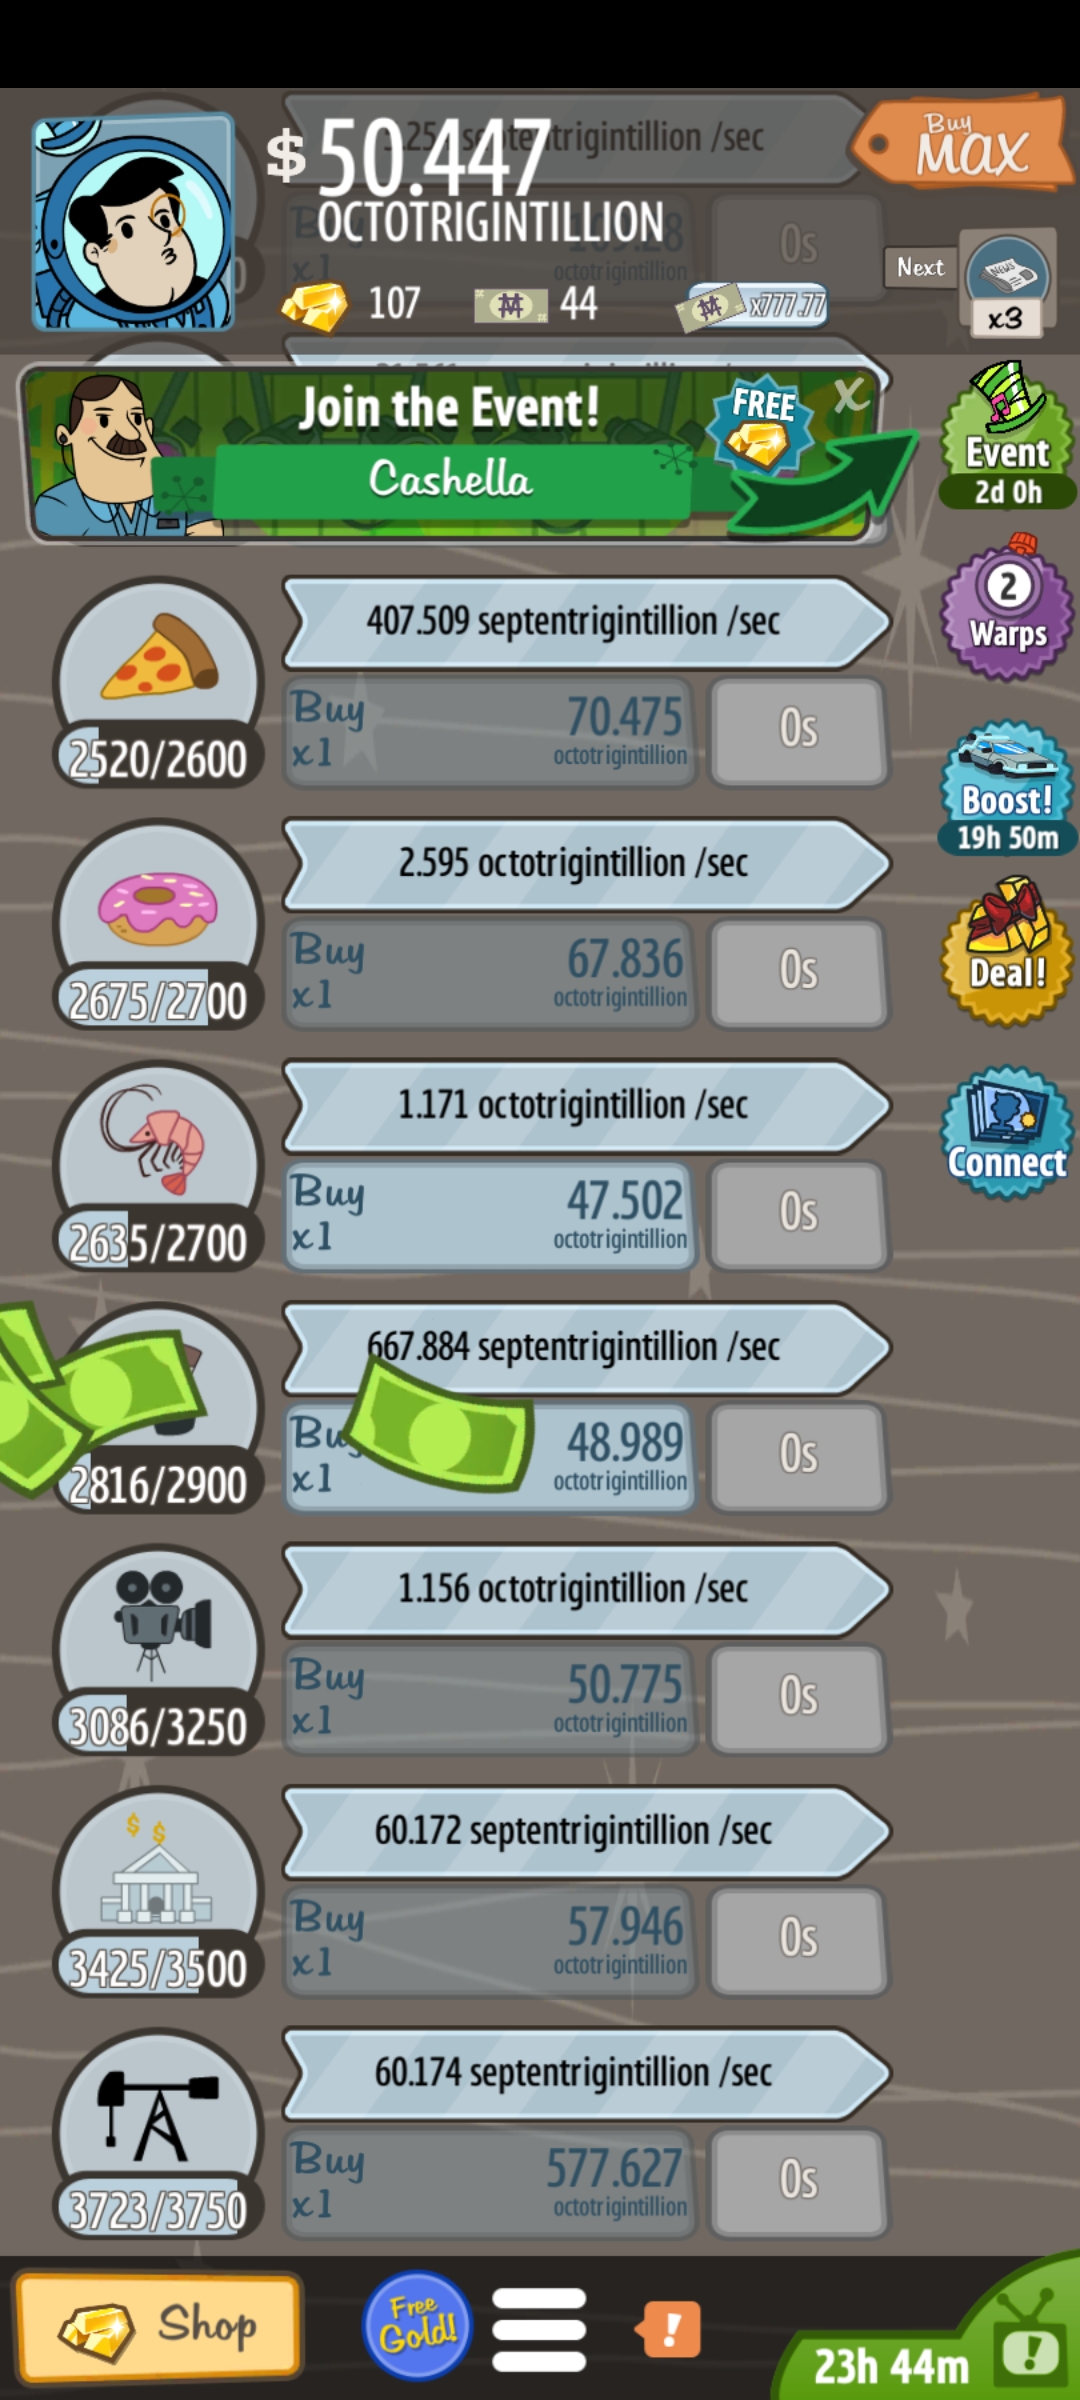 septentrigintillion /sec
$ 50.447
OCTOTRIGINTILLION
Buy
MAX
octotrigintillion
x1
0s
Next
NEWS
x3
107
44
x777.77
Join the Event!
Cashella
FREE
X
Event
2d 0h
407.509 septentrigintillion /sec
Buy
x1
70.475
octotrigintillion
0s
2520/2600
2
Warps
2.595 octotrigintillion /sec
Buy
x1
67.836
octotrigintillion
0s
2675/2700
Boost!
19h 50m
Deal!
1.171 octotrigintillion /sec
Buy
x1
47.502
octotrigintillion
0s
2635/2700
Connect
667.884 septentrigintillion /sec
x1
48.989
octotrigintillion
0s
2816/2900
1.156 octotrigintillion /sec
Buy
x1
50.775
octotrigintillion
0s
3086/3250
60.172 septentrigintillion /sec
Buy
x1
57.946
octotrigintillion
0s
$ $
3425/3500
60.174 septentrigintillion /sec
Buy
x1
577.627
octotrigintillion
0s
3723/3750
Shop
Free
Gold!
!
23h 44m
!